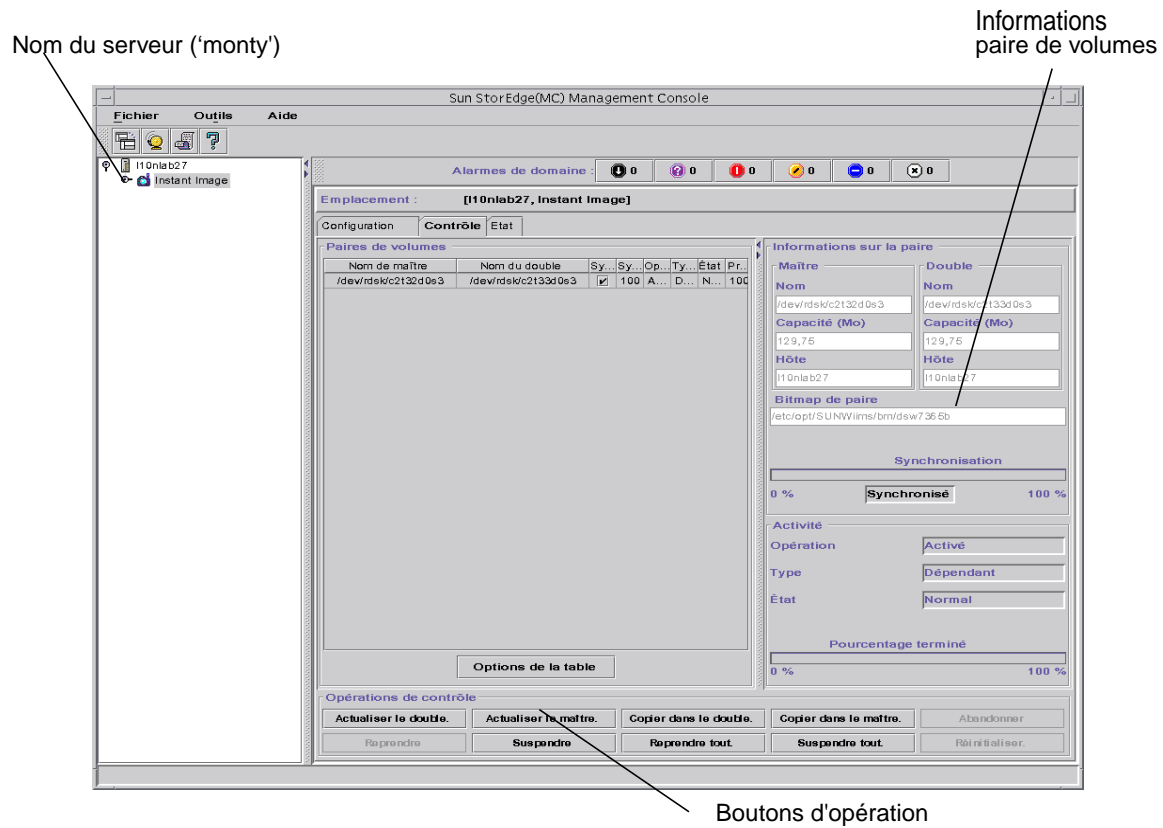 Informations
paire de volumes
Nom du serveur (‘monty')
Sun StorEdge(MC) Management Console
Fichier Outils Aide
l10nlab27
Instant Image
Alarmes de domaine : 0 0 0 0 0 0
Emplacement : [l10nlab27, Instant Image]
Configuration Contrôle Etat
Paires de volumes
Nom de maître Nom du double Sy... Sy... Op... Ty... État Pr...
/dev/rdsk/c2t32d0s3 /dev/rdsk/c2t33d0s3 100 A... D... N... 100
Options de la table
Informations sur la paire
Maître Double
Nom Nom
/dev/rdsk/c2t32d0s3 /dev/rdsk/c2t33d0s3
Capacité (Mo) Capacité (Mo)
129,75 129,75
Hôte Hôte
l10nlab27 l10nlab27
Bitmap de paire
/etc/opt/SUNWiims/bm/dsw7365b
Synchronisation
0 % Synchronisé 100 %
Activité
Opération Activé
Type Dépendant
État Normal
Pourcentage terminé
0 % 100 %
Opérations de contrôle
Actualiser le double. Actualiser le maître. Copier dans le double. Copier dans le maître. Abandonner
Reprendre Suspendre Reprendre tout. Suspendre tout. Réinitialiser.
Boutons d'opération